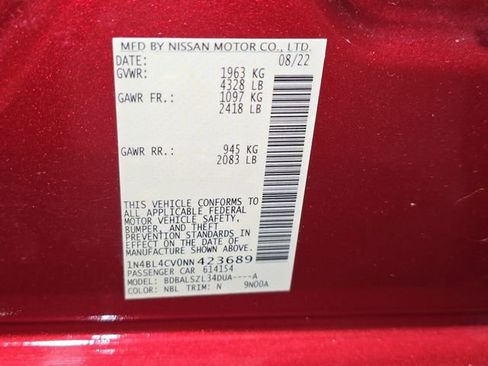 MFD BY NISSAN MOTOR CO., LTD.
DATE: 08/22
GVWR: 1963 KG
4328 LB
GAWR FR.: 1097 KG
2418 LB
GAWR RR.: 945 KG
2083 LB
THIS VEHICLE CONFORMS TO
ALL APPLICABLE FEDERAL
MOTOR VEHICLE SAFETY,
BUMPER, AND THEFT
PREVENTION STANDARDS
IN EFFECT ON THE DATE OF
MANUFACTURE SHOWN ABOVE.
1N4BL4CV0NN423689
PASSENGER CAR 614154
MODEL: BDBALSZL34DUA----A
COLOR: NBL TRIM: N 9N00A